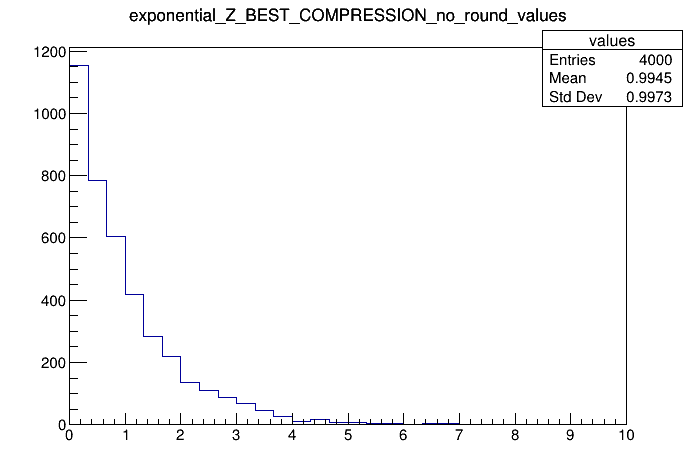 exponential_Z_BEST_COMPRESSION_no_round_values
values
Entries 4000
Mean 0.9945
Std Dev 0.9973
1200
1000
800
600
400
200
0
0 1 2 3 4 5 6 7 8 9 10